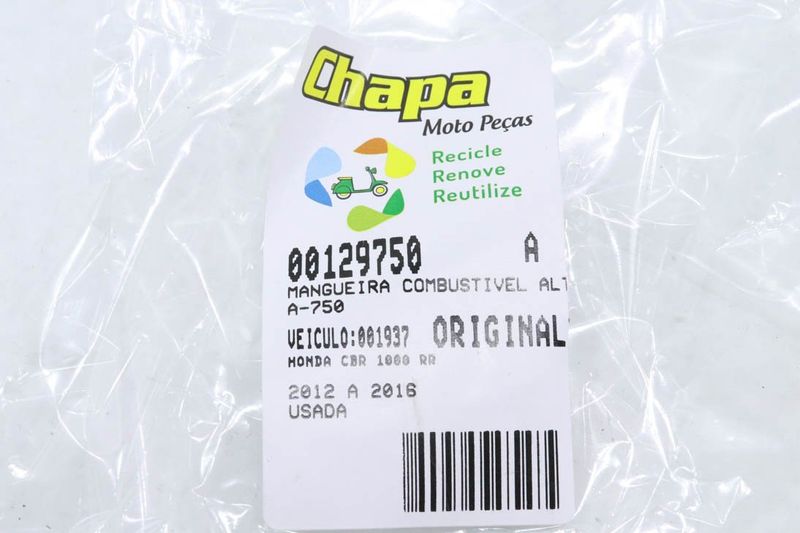 Chapa
Moto Peças
Recicle
Renove
Reutilize
00129750 A
MANGUEIRA COMBUSTIVEL ALT
A-750
VEICULO:001937 ORIGINAL
HONDA CBR 1000 RR
2012 A 2016
USADA